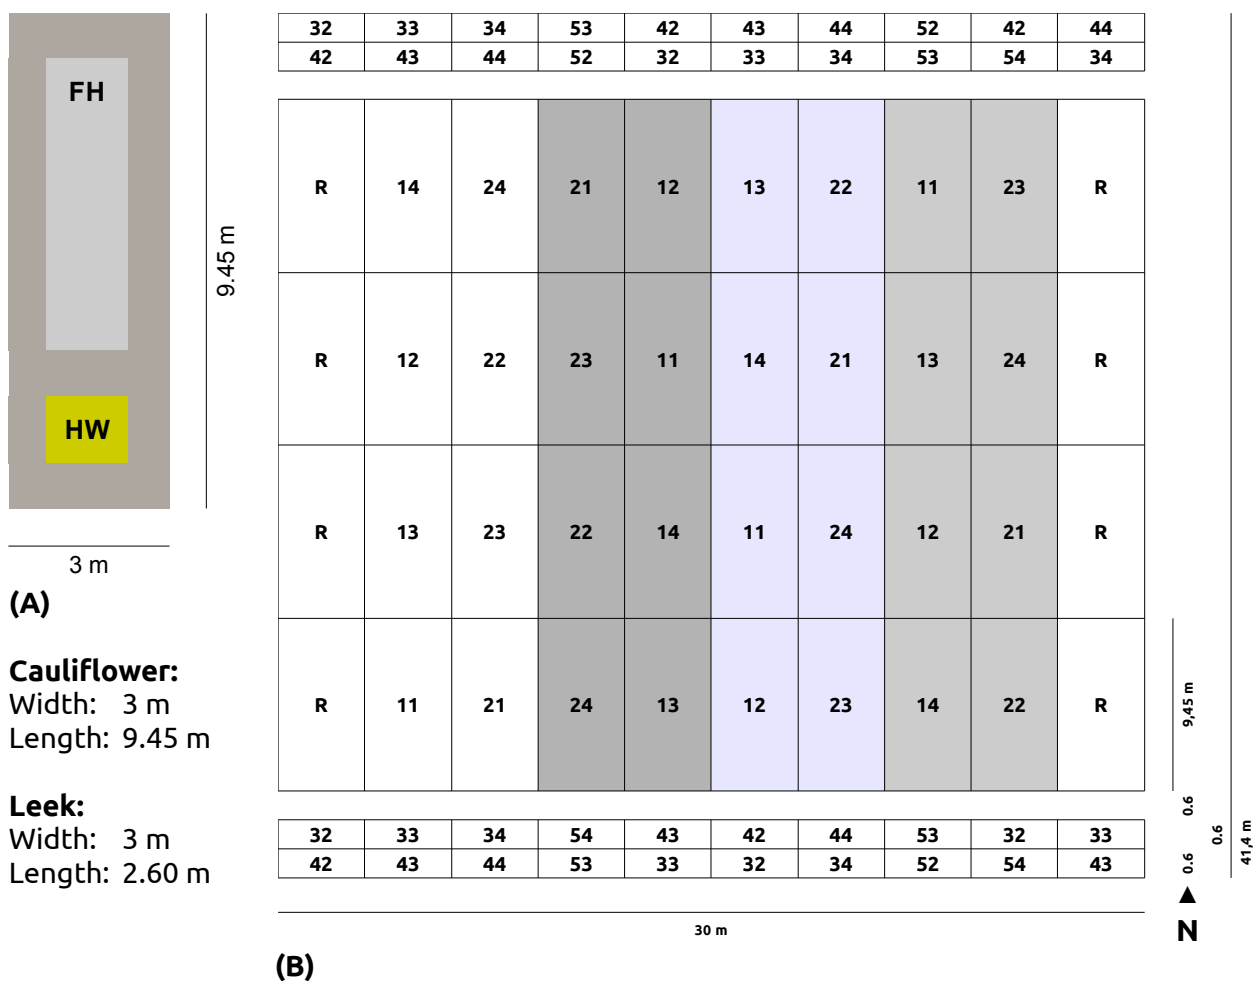 FH
HW
9.45 m
3 m
(A)
Cauliflower:
Width: 3 m
Length: 9.45 m
Leek:
Width: 3 m
Length: 2.60 m
32 33 34 53 42 43 44 52 42 44
42 43 44 52 32 33 34 53 54 34
R 14 24 21 12 13 22 11 23 R
R 12 22 23 11 14 21 13 24 R
R 13 23 22 14 11 24 12 21 R
R 11 21 24 13 12 23 14 22 R
32 33 34 54 43 42 44 53 32 33
42 43 44 53 33 32 34 52 54 43
9,45 m
0.6
0.6
0.6
41,4 m
▲
N
30 m
(B)